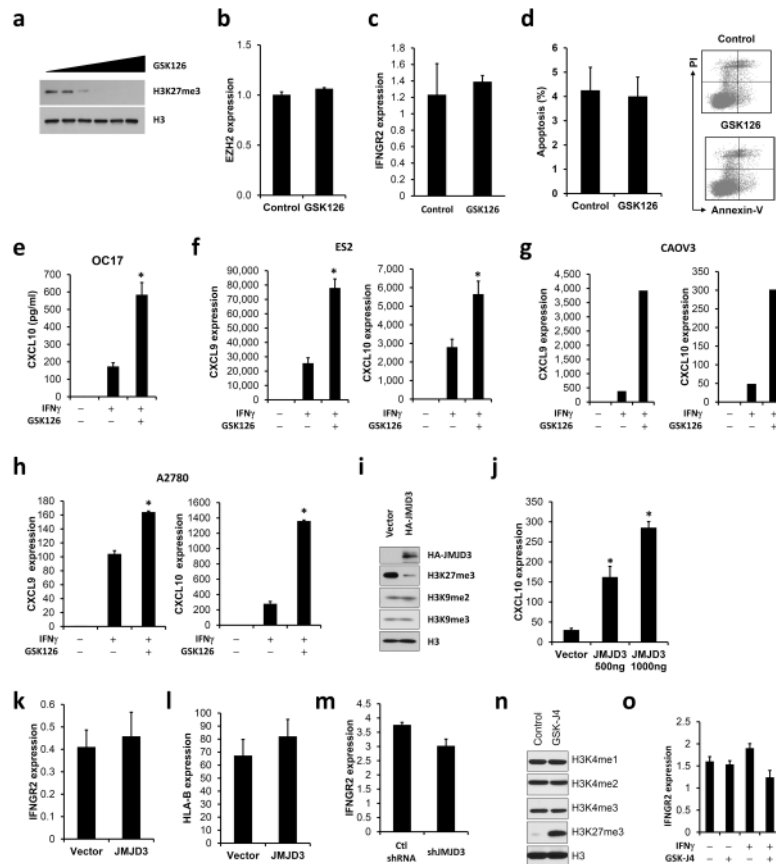 a
GSK126
H3K27me3
H3
b
EZH2 expression
1.2
1.0
0.8
0.6
0.4
0.2
0.0
Control GSK126
c
IFNGR2 expression
1.8
1.6
1.4
1.2
1.0
0.8
0.6
0.4
0.2
0
Control GSK126
d
Apoptosis (%)
6
5
4
3
2
1
0
Control GSK126
Control
PI
GSK126
Annexin-V
e
OC17
CXCL10 (pg/ml)
700
600
500
400
300
200
100
0
*
IFNγ – + +
GSK126 – – +
f
ES2
CXCL9 expression
90,000
80,000
70,000
60,000
50,000
40,000
30,000
20,000
10,000
0
*
IFNγ – + +
GSK126 – – +
CXCL10 expression
7,000
6,000
5,000
4,000
3,000
2,000
1,000
0
*
– + +
– – +
g
CAOV3
CXCL9 expression
4,500
4,000
3,500
3,000
2,500
2,000
1,500
1,000
500
0
IFNγ – + +
GSK126 – – +
CXCL10 expression
350
300
250
200
150
100
50
0
– + +
– – +
h
A2780
CXCL9 expression
180
160
140
120
100
80
60
40
20
0
*
IFNγ – + +
GSK126 – – +
CXCL10 expression
1600
1400
1200
1000
800
600
400
200
0
*
– + +
– – +
i
Vector
HA-JMJD3
HA-JMJD3
H3K27me3
H3K9me2
H3K9me3
H3
j
CXCL10 expression
350
300
250
200
150
100
50
0
* *
Vector JMJD3 JMJD3
500ng 1000ng
k
IFNGR2 expression
0.6
0.5
0.4
0.3
0.2
0.1
0
Vector JMJD3
l
HLA-B expression
100
90
80
70
60
50
40
30
20
10
0
Vector JMJD3
m
IFNGR2 expression
4.5
4
3.5
3
2.5
2
1.5
1
0.5
0
Ctl shJMJD3
shRNA
n
Control
GSK-J4
H3K4me1
H3K4me2
H3K4me3
H3K27me3
H3
o
IFNGR2 expression
2.5
2
1.5
1
0.5
0
IFNγ – – + +
GSK-J4 – + – +